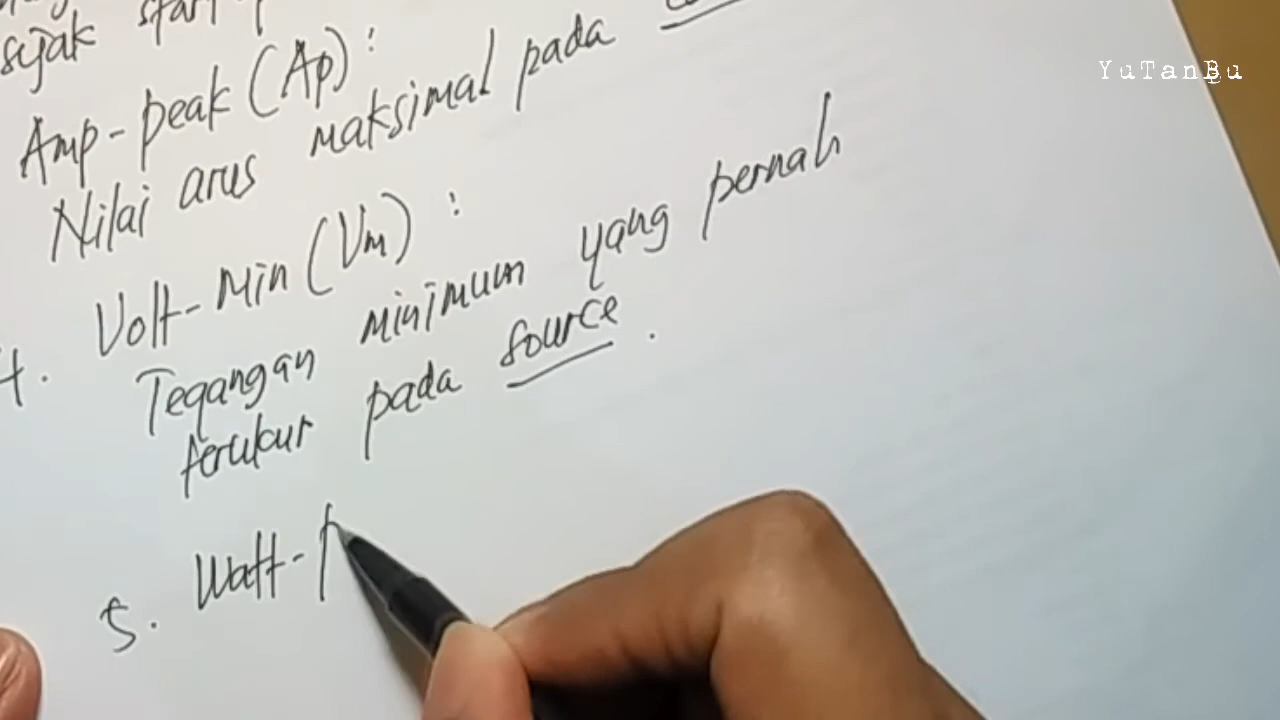 sejak start
Amp-peak (Ap) :
Nilai arus maksimal pada
4. Volt-Min (Vm) :
Tegangan minimum yang pernah
terukur pada source.
5. Watt-p
YuTanBu